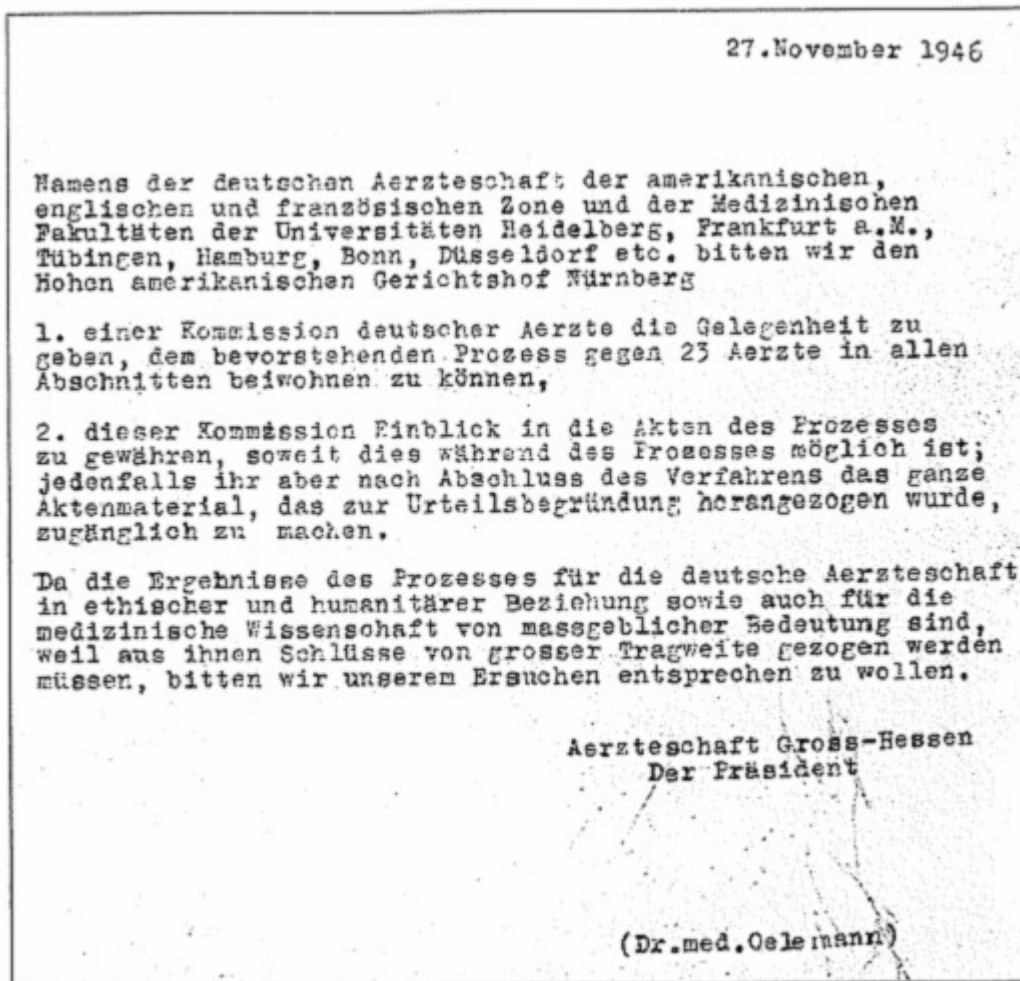 27.November 1946
Namens der deutschen Aerzteschaft der amerikanischen,
englischen und französischen Zone und der Medizinischen
Fakultäten der Universitäten Heidelberg, Frankfurt a.M.,
Tübingen, Hamburg, Bonn, Düsseldorf etc. bitten wir den
Hohen amerikanischen Gerichtshof Nürnberg
1. einer Kommission deutscher Aerzte die Gelegenheit zu
geben, dem bevorstehenden Prozess gegen 23 Aerzte in allen
Abschnitten beiwohnen zu können,
2. dieser Kommission Einblick in die Akten des Prozesses
zu gewähren, soweit dies während des Prozesses möglich ist;
jedenfalls ihr aber nach Abschluss des Verfahrens das ganze
Aktenmaterial, das zur Urteilsbegründung herangezogen wurde,
zugänglich zu machen.
Da die Ergebnisse des Prozesses für die deutsche Aerzteschaft
in ethischer und humanitärer Beziehung sowie auch für die
medizinische Wissenschaft von massgeblicher Bedeutung sind,
weil aus ihnen Schlüsse von grosser Tragweite gezogen werden
müssen, bitten wir unserem Ersuchen entsprechen zu wollen.
Aerzteschaft Gross-Hessen
Der Präsident
(Dr.med.Oelemann)